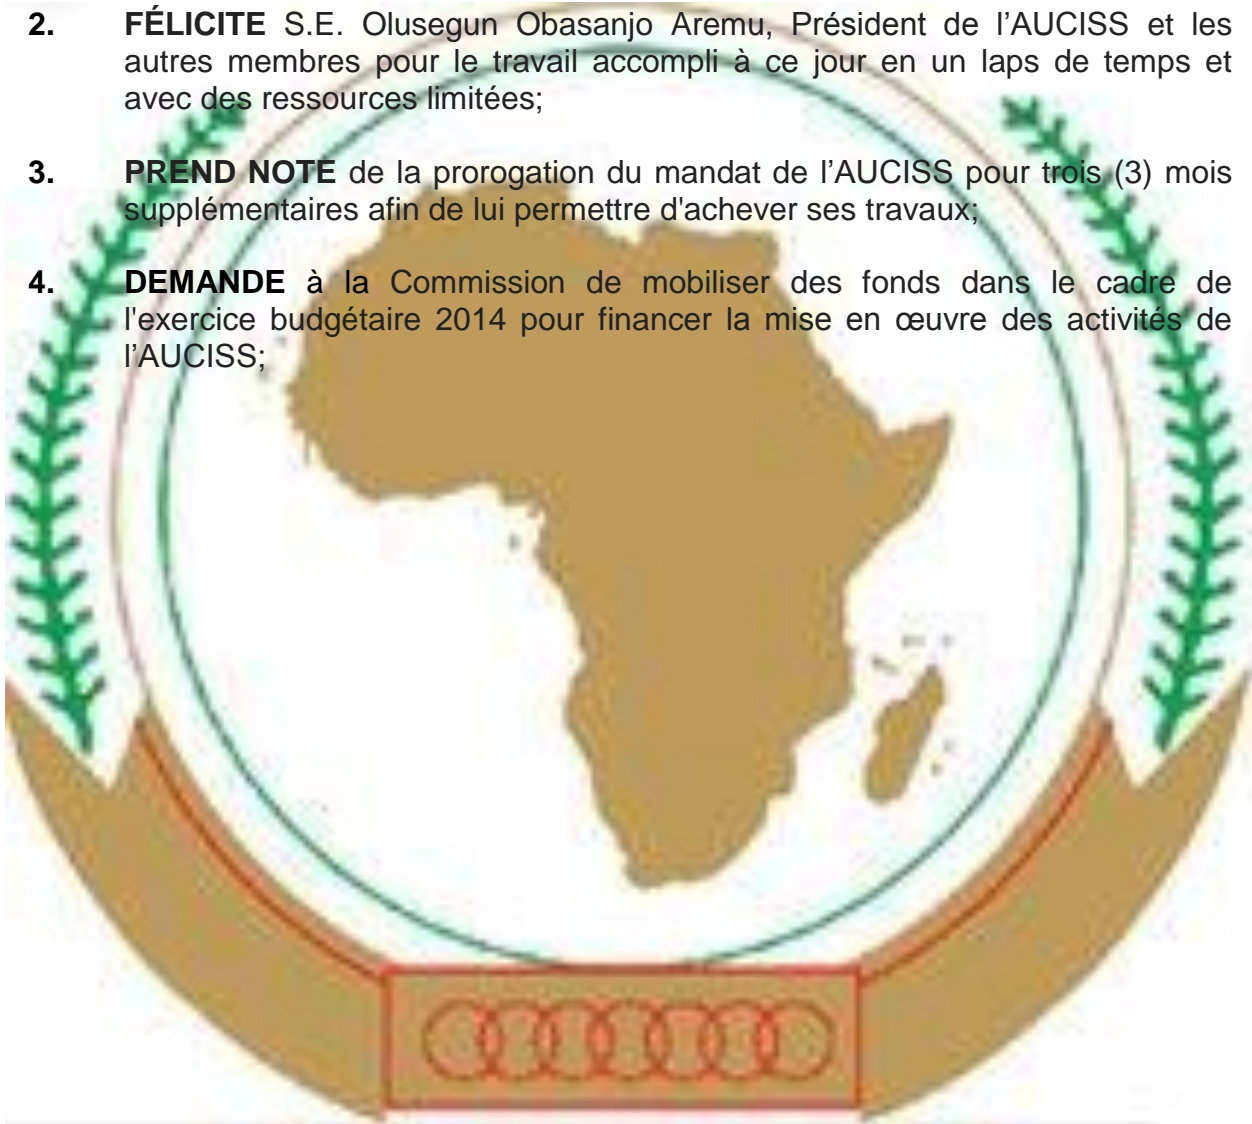 2. FÉLICITE S.E. Olusegun Obasanjo Aremu, Président de l’AUCISS et les
autres membres pour le travail accompli à ce jour en un laps de temps et
avec des ressources limitées;
3. PREND NOTE de la prorogation du mandat de l’AUCISS pour trois (3) mois
supplémentaires afin de lui permettre d'achever ses travaux;
4. DEMANDE à la Commission de mobiliser des fonds dans le cadre de
l'exercice budgétaire 2014 pour financer la mise en œuvre des activités de
l’AUCISS;